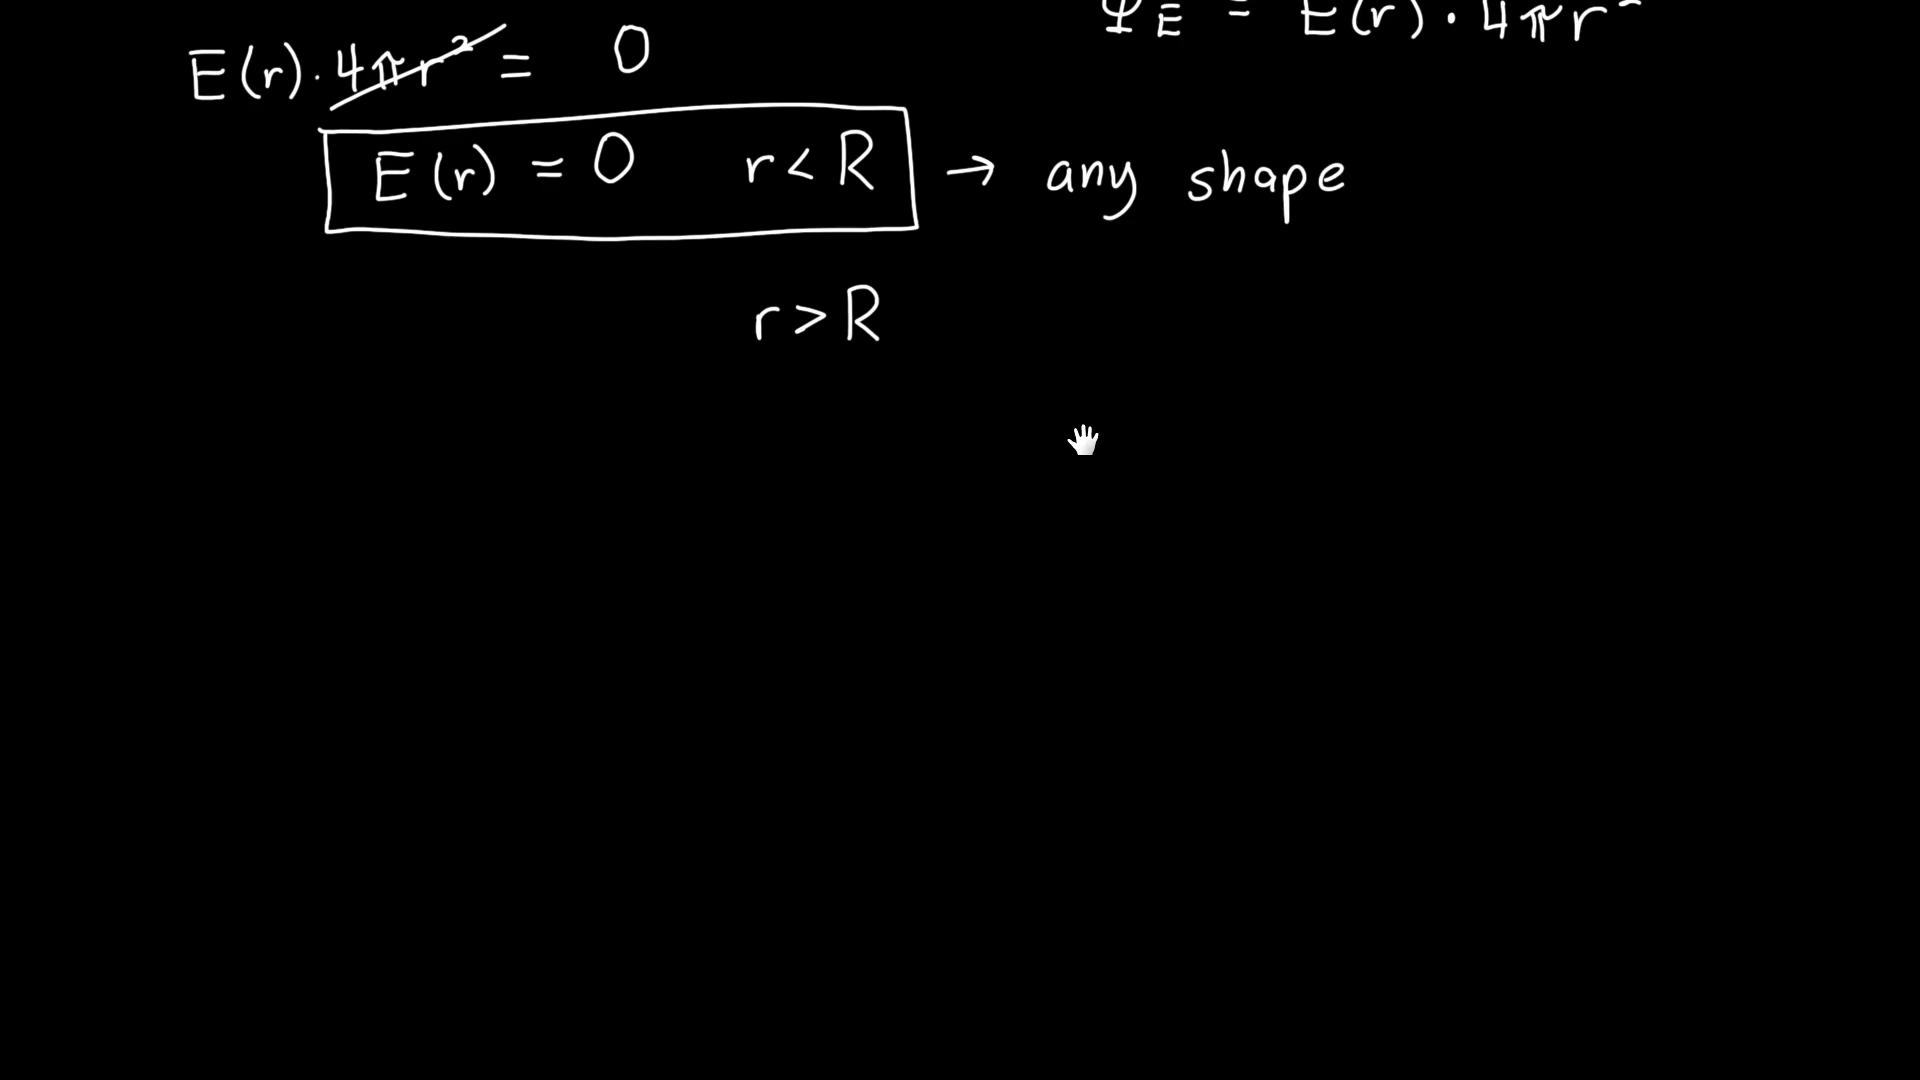 Φ_E = E(r) · 4πr²
E(r) · 4πr² = 0
E(r) = 0 r < R → any shape
r > R